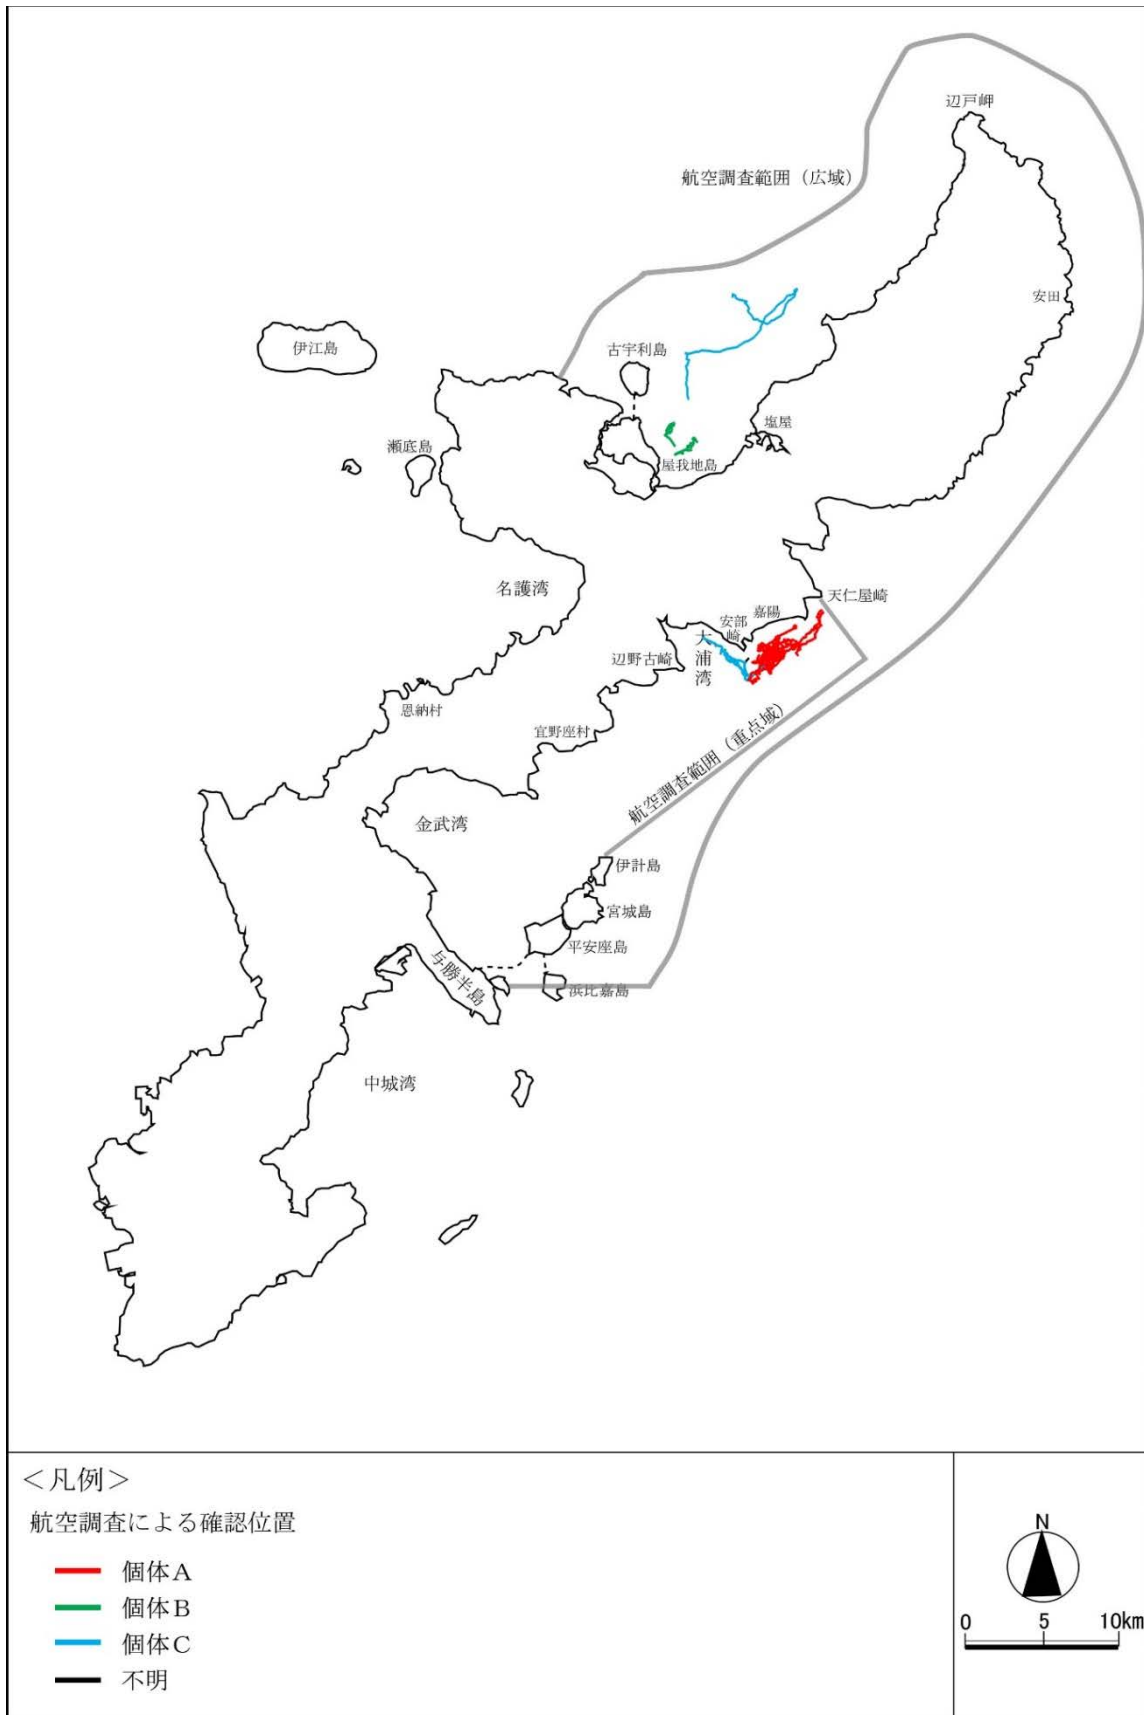 辺戸岬
航空調査範囲（広域）
安田
伊江島
古宇利島
塩屋
瀬底島
屋我地島
名護湾
天仁屋崎
嘉陽
安部
崎
大浦湾
辺野古崎
恩納村
宜野座村
航空調査範囲（重点域）
金武湾
伊計島
宮城島
平安座島
与勝半島
浜比嘉島
中城湾
＜凡例＞
航空調査による確認位置
個体A
個体B
個体C
不明
N
0 5 10km